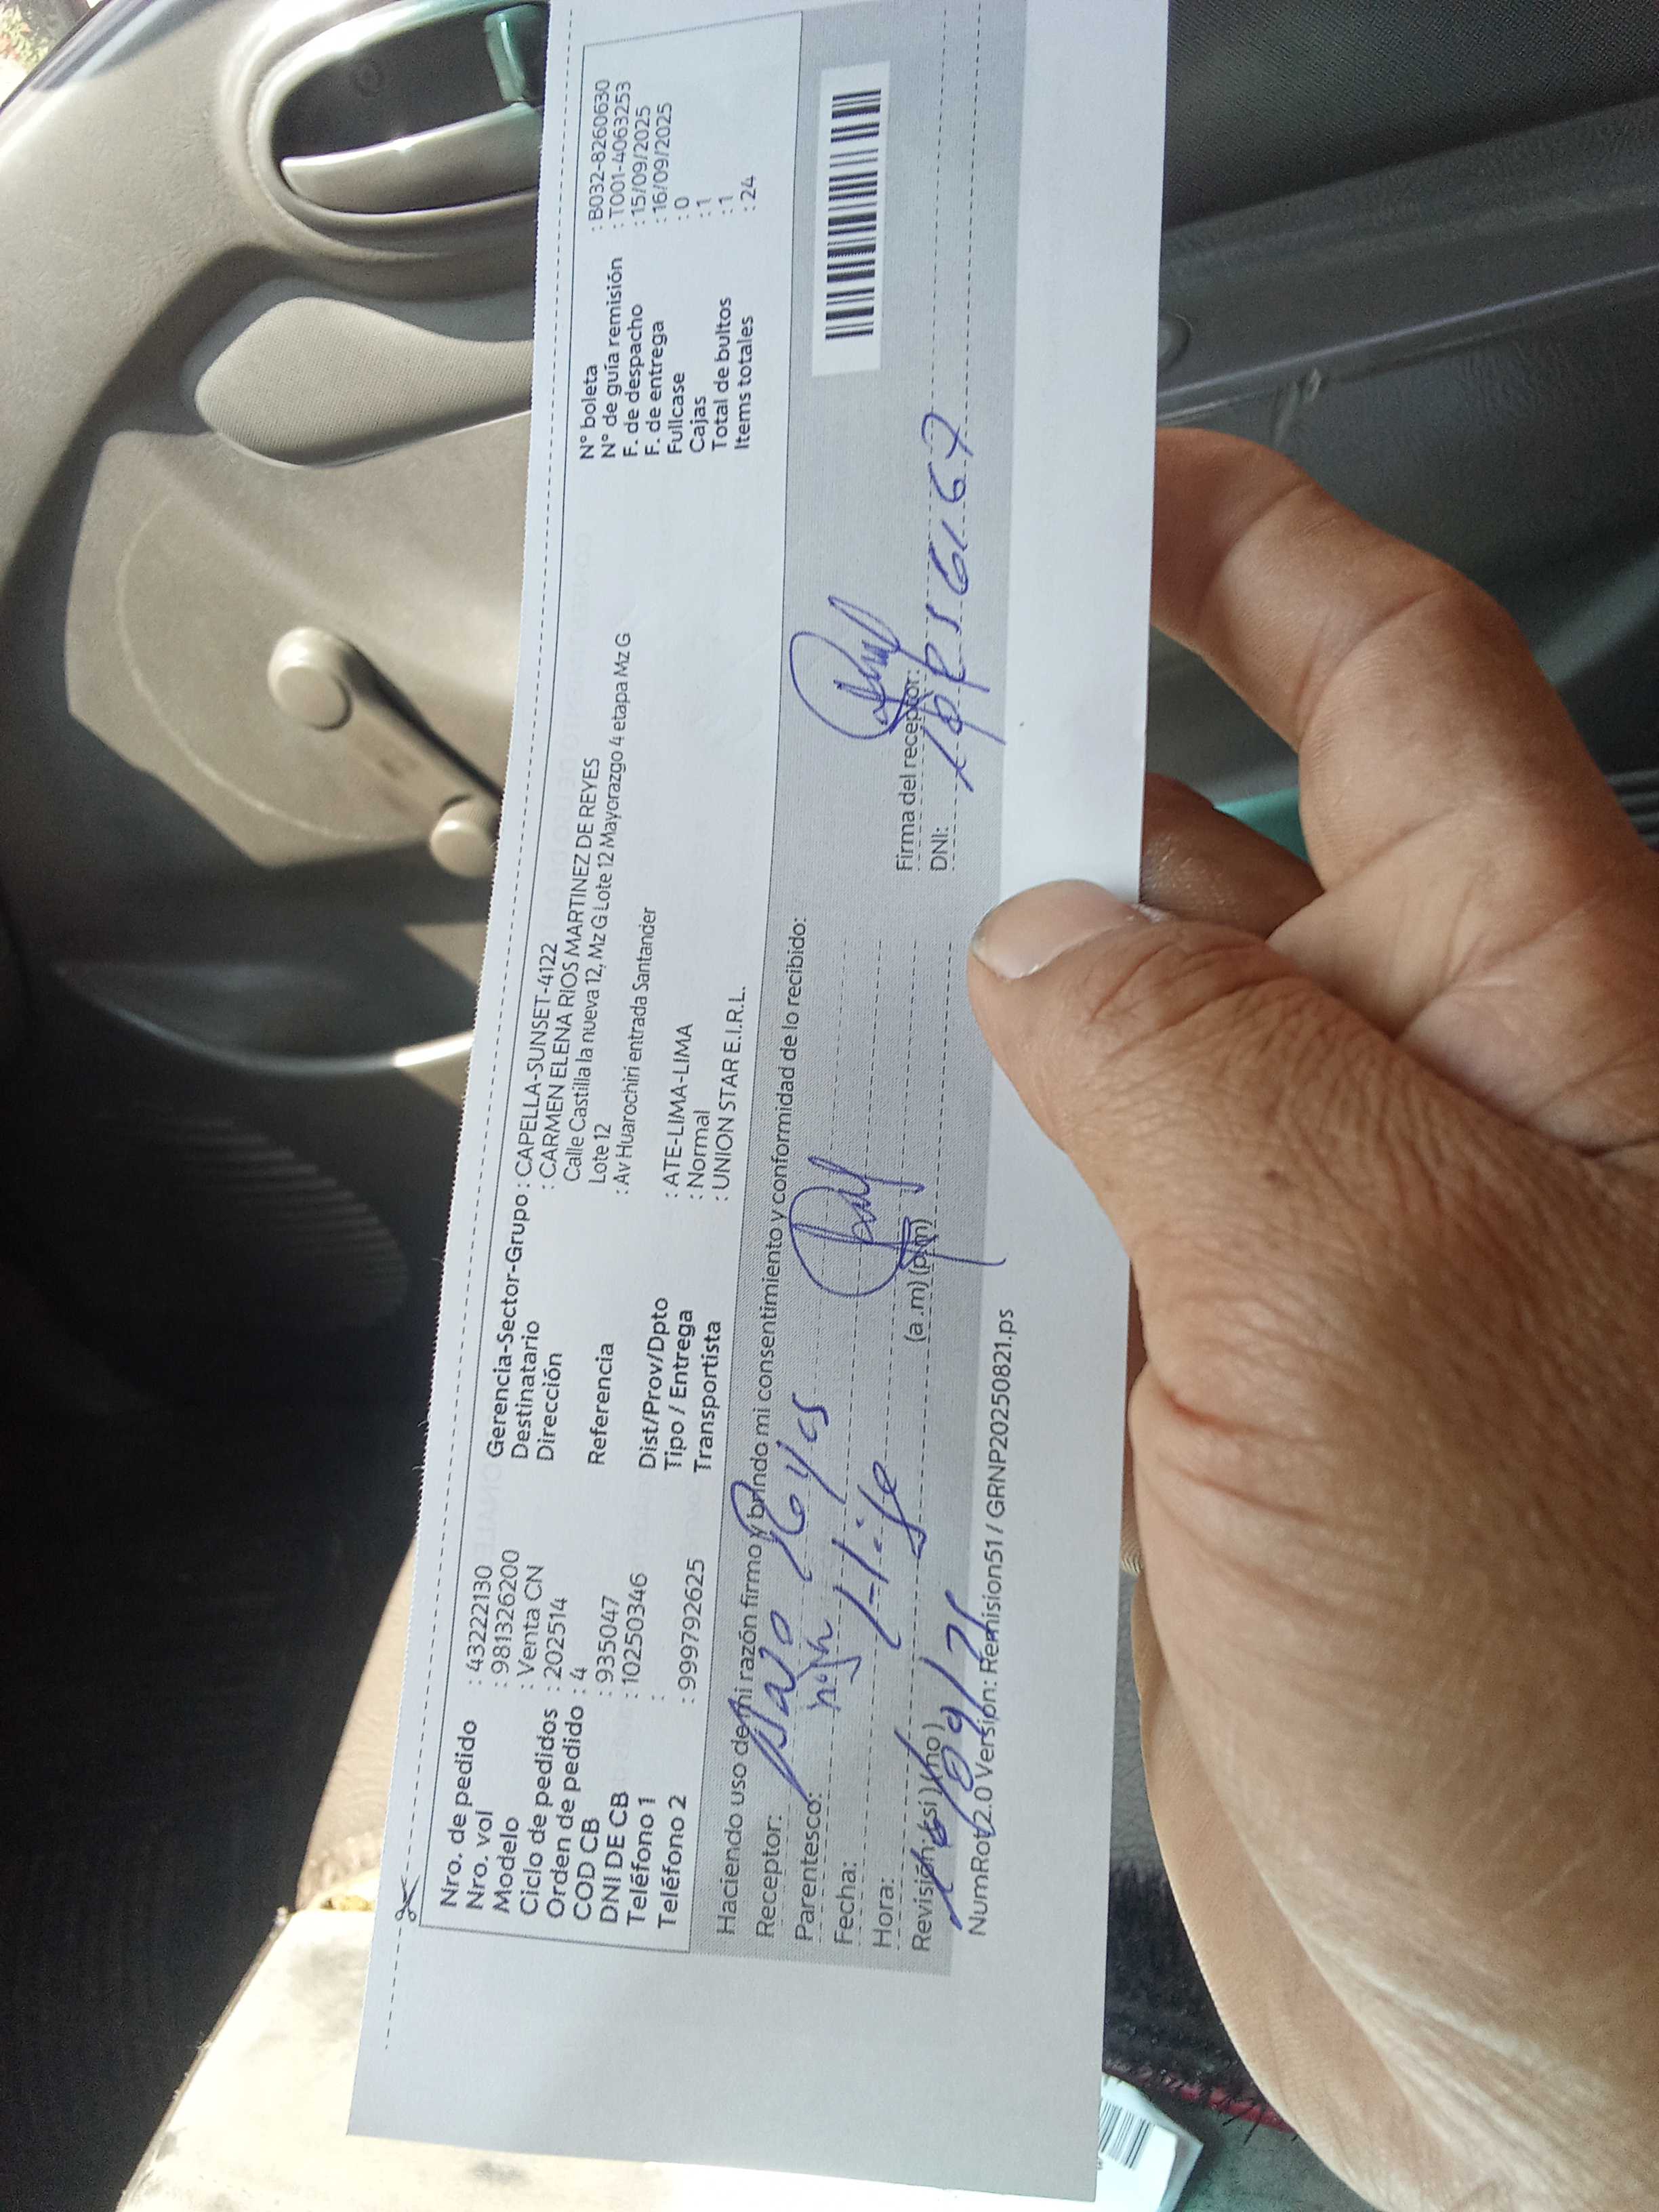 Nro. de pedido : 43222130
Nro. vol : 981326200
Modelo : Venta CN
Ciclo de pedidos : 202514
Orden de pedido : 4
COD CB : 935047
DNI DE CB : 10250346
Teléfono 1 :
Teléfono 2 : 999792625
Gerencia-Sector-Grupo : CAPELLA-SUNSET-4122
Destinatario : CARMEN ELENA RIOS MARTINEZ DE REYES
Dirección Calle Castilla la nueva 12, Mz G Lote 12 Mayorazgo 4 etapa Mz G
Lote 12
Referencia : Av Huarochiri entrada Santander
Dist/Prov/Dpto : ATE-LIMA-LIMA
Tipo / Entrega : Normal
Transportista : UNION STAR E.I.R.L.
N° boleta : B032-8260630
N° de guía remisión : T001-4063253
F. de despacho : 15/09/2025
F. de entrega : 16/09/2025
Fullcase : 0
Cajas : 1
Total de bultos : 1
Items totales : 24
Haciendo uso de mi razón firmo y brindo mi consentimiento y conformidad de lo recibido:
Receptor: Reyes
Parentesco:
Fecha:
Hora: (a .m) (p.m)
Revisión: (si) (no)
Firma del receptor:
DNI:
NumRot2.0 Versión: Remision51 / GRNP20250821.ps